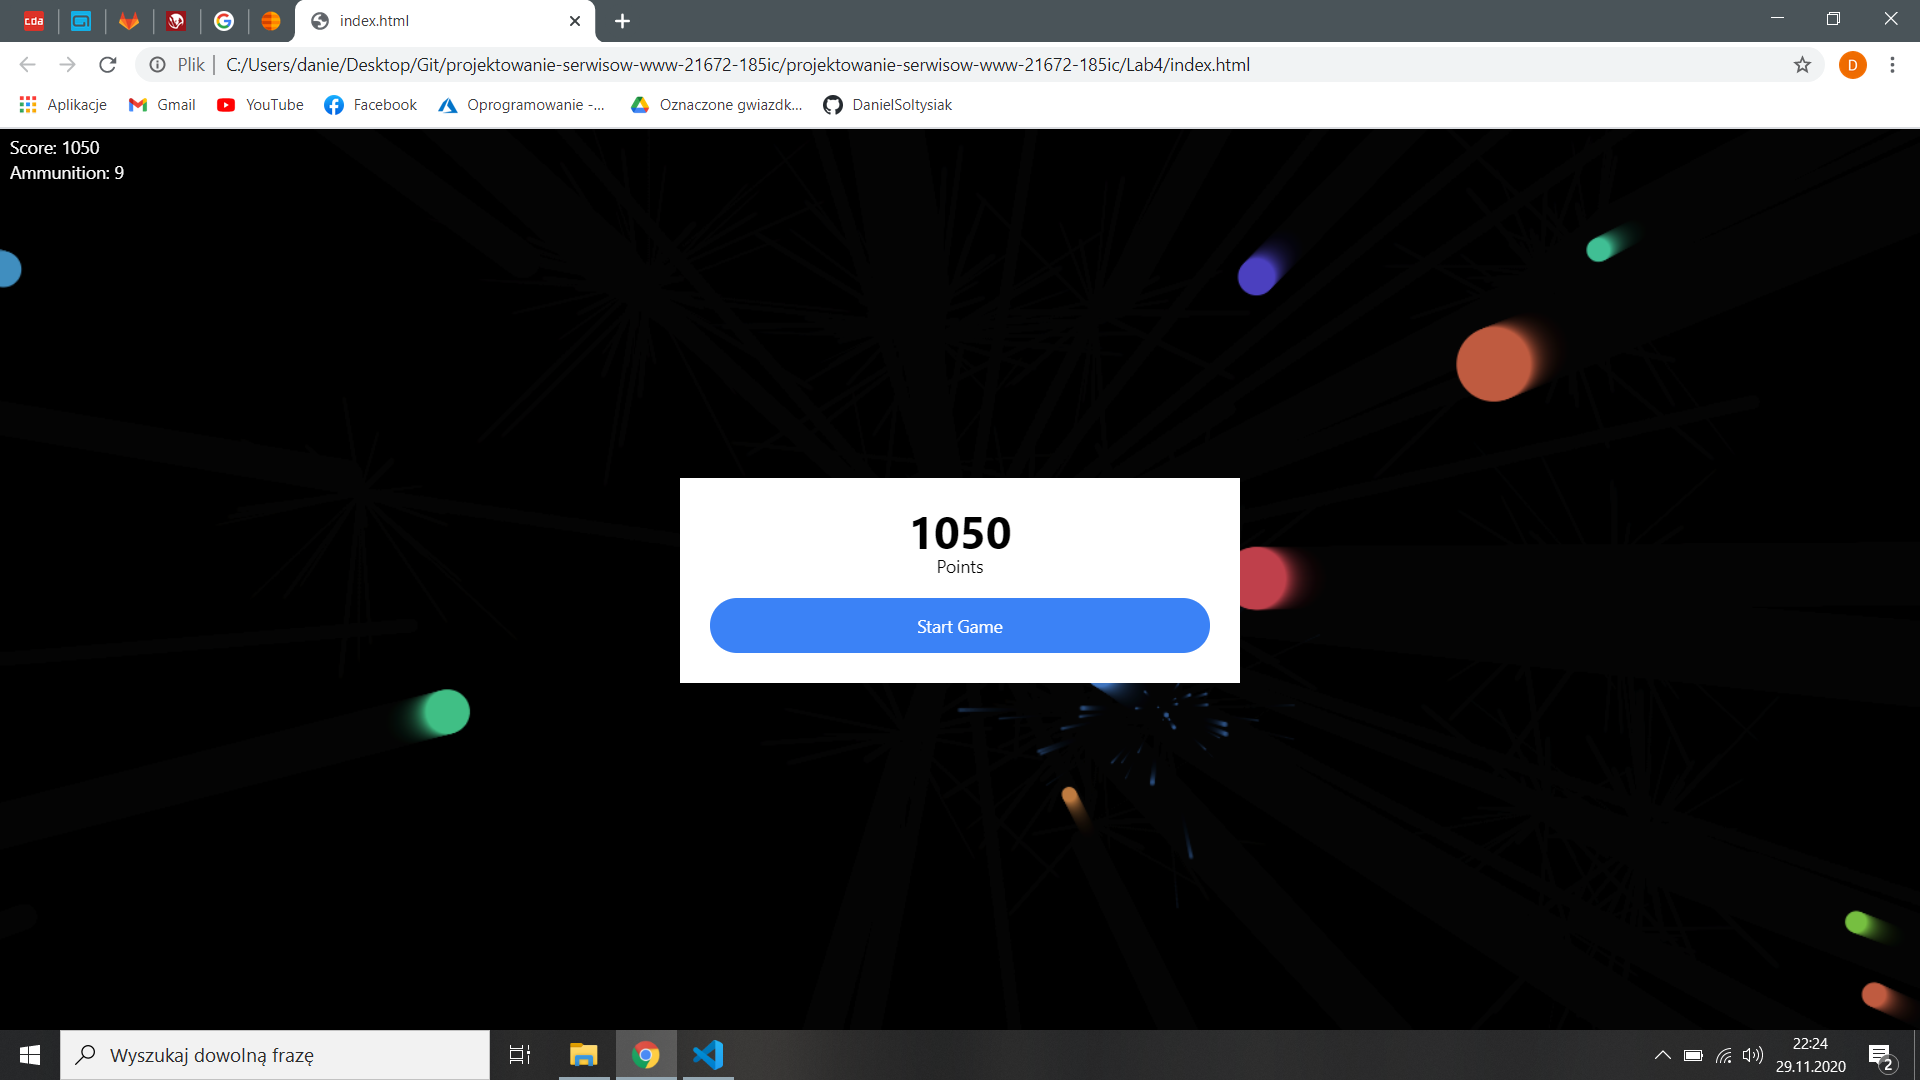 cda
index.html
Plik | C:/Users/danie/Desktop/Git/projektowanie-serwisow-www-21672-185ic/projektowanie-serwisow-www-21672-185ic/Lab4/index.html
D
Aplikacje Gmail YouTube Facebook Oprogramowanie -... Oznaczone gwiazdk... DanielSoltysiak
Score: 1050
Ammunition: 9
1050
Points
Start Game
Wyszukaj dowolną frazę
22:24
29.11.2020
2